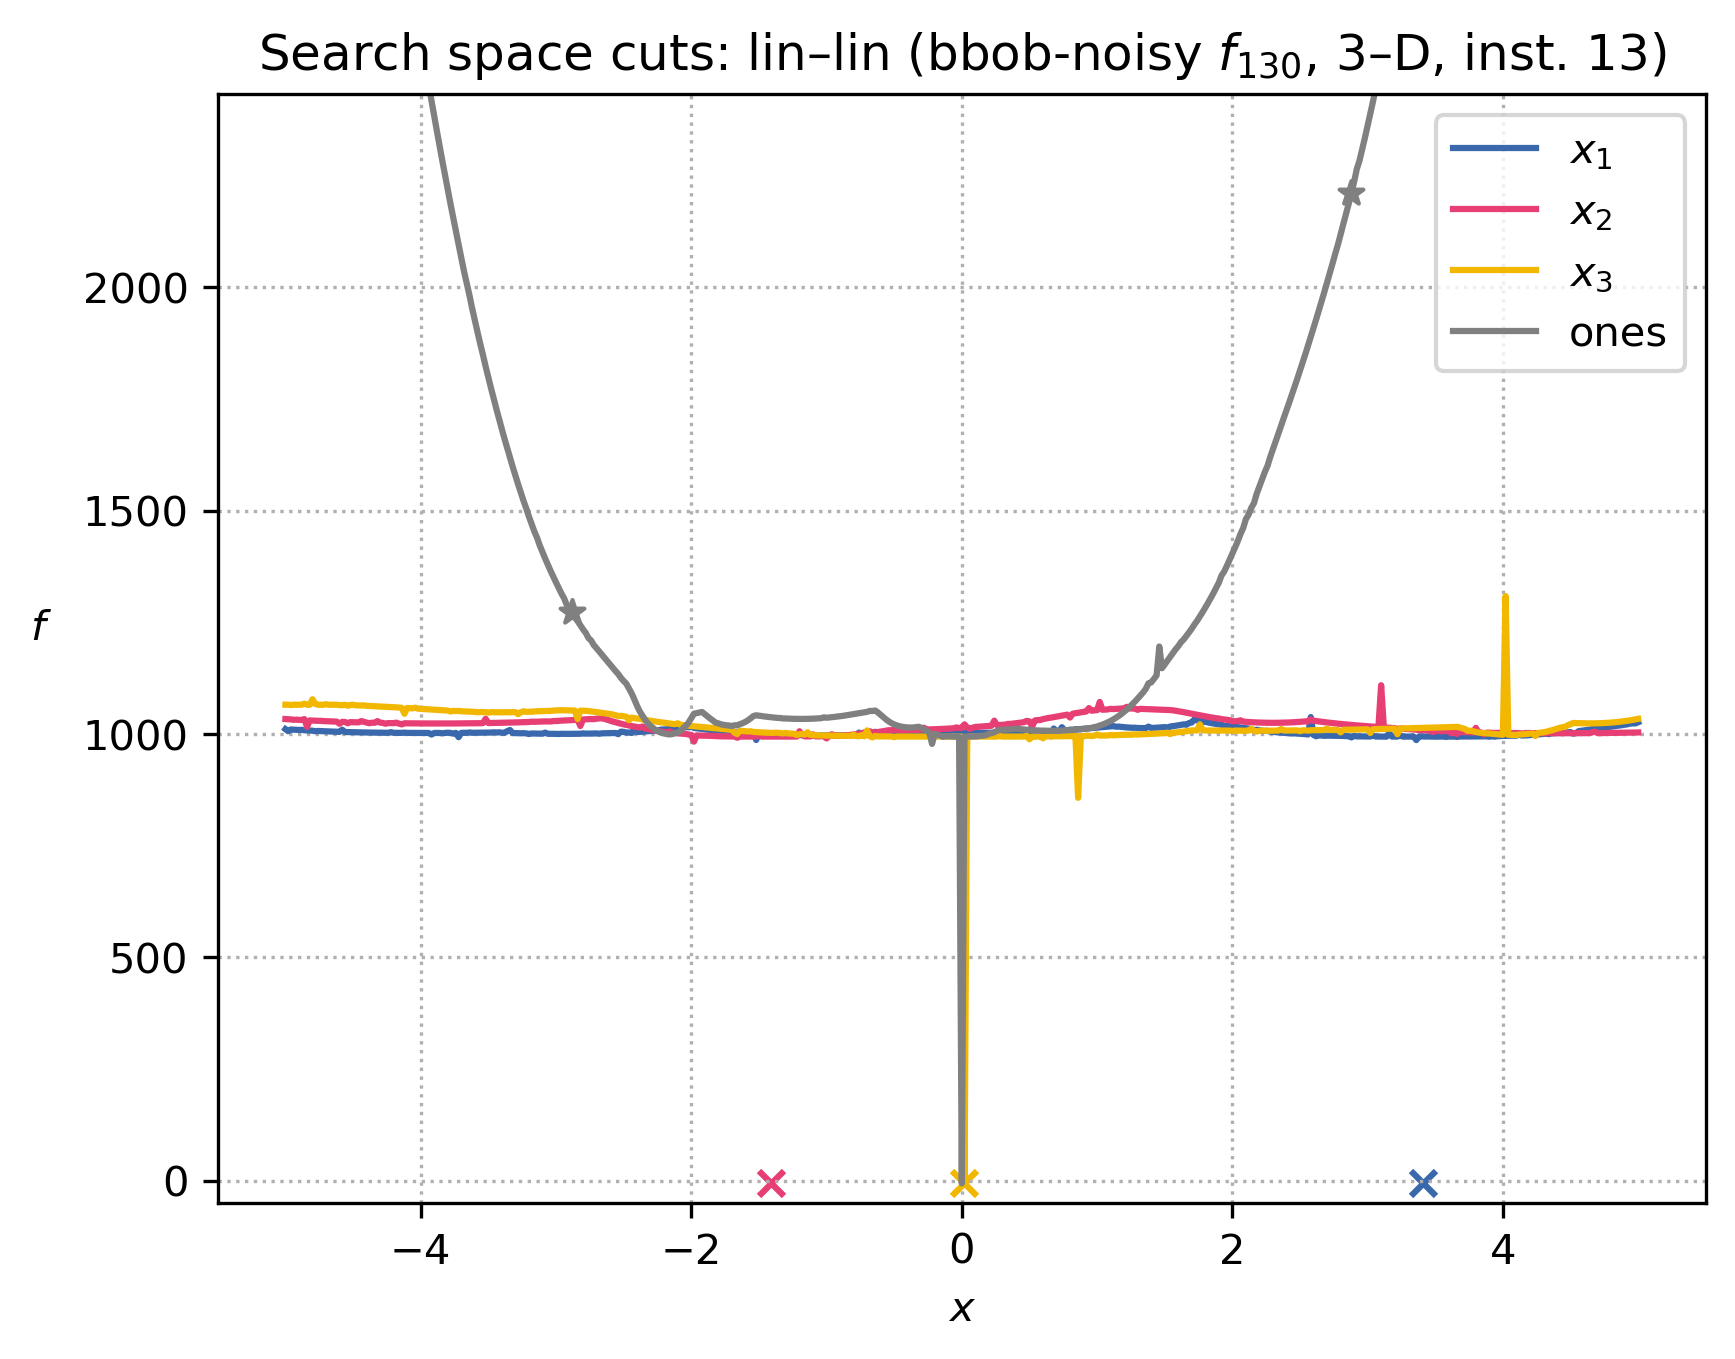 Search space cuts: lin–lin (bbob-noisy f₁₃₀, 3–D, inst. 13)
x₁
x₂
x₃
ones
2000
1500
1000
500
0
f
−4
−2
0
2
4
x